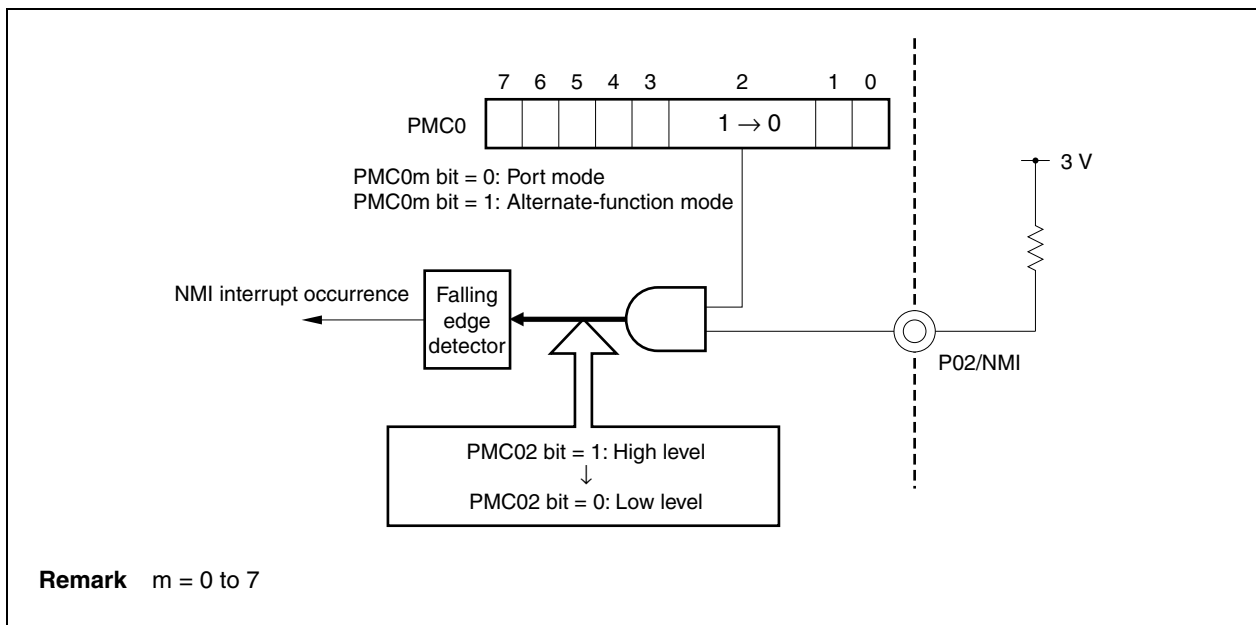 7 6 5 4 3 2 1 0
PMC0
1 → 0
3 V
PMC0m bit = 0: Port mode
PMC0m bit = 1: Alternate-function mode
NMI interrupt occurrence
Falling
edge
detector
P02/NMI
PMC02 bit = 1: High level
↓
PMC02 bit = 0: Low level
Remark m = 0 to 7